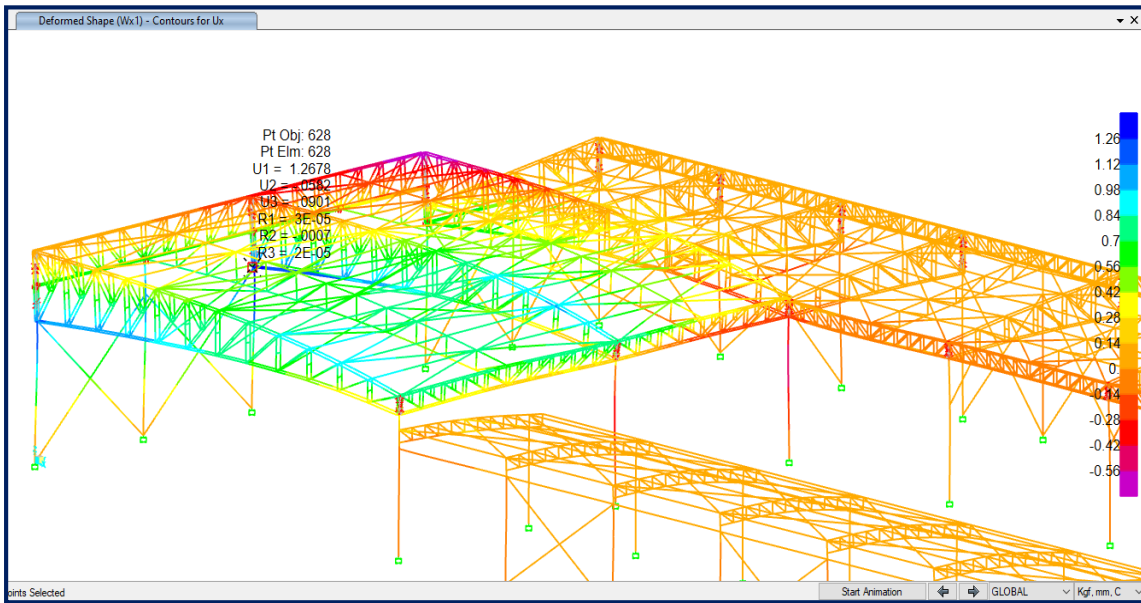 Deformed Shape (Wx1) - Contours for Ux
Pt Obj: 628
Pt Elm: 628
U1 = 1.2678
U2 = .0582
U3 = .0901
R1 = 3E-05
R2 = .0007
R3 = .2E-05
1.26
1.12
0.98
0.84
0.7
0.56
0.42
0.28
0.14
0.
-0.14
-0.28
-0.42
-0.56
oints Selected
Start Animation
GLOBAL
Kgf, mm, C